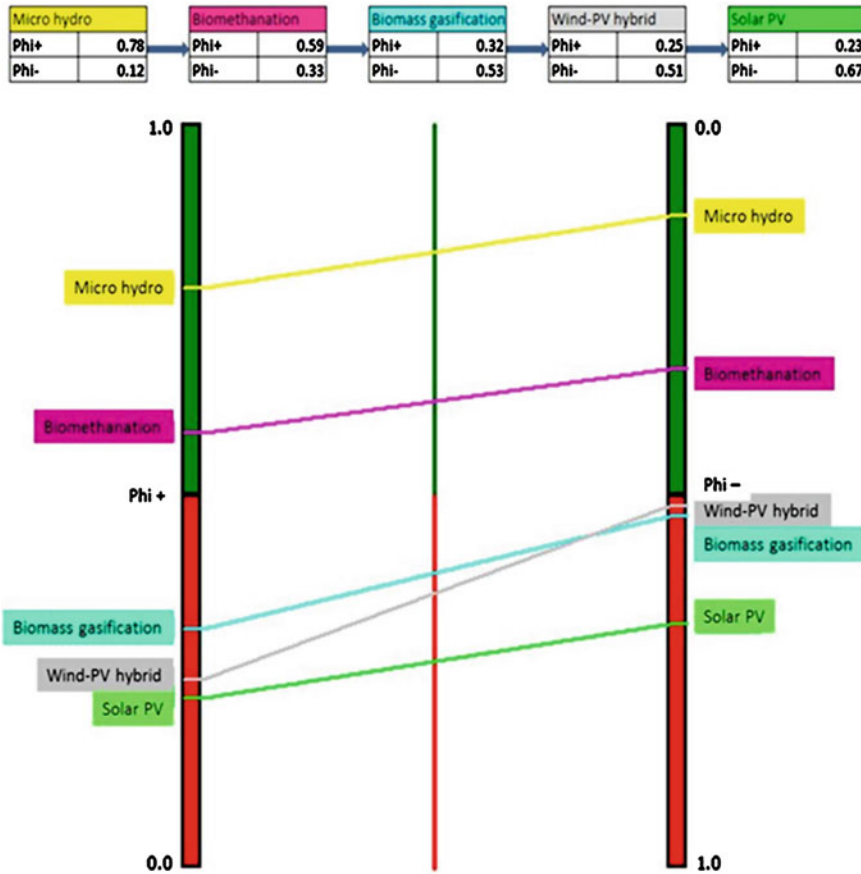 Micro hydro Biomethanation Biomass gasification Wind-PV hybrid Solar PV
Phi+ 0.78 Phi+ 0.59 Phi+ 0.32 Phi+ 0.25 Phi+ 0.23
Phi- 0.12 Phi- 0.33 Phi- 0.53 Phi- 0.51 Phi- 0.67
1.0 0.0
Micro hydro
Micro hydro
Biomethanation
Biomethanation
Phi –
Phi +
Wind-PV hybrid
Biomass gasification
Solar PV
Biomass gasification
Wind-PV hybrid
Solar PV
0.0 1.0